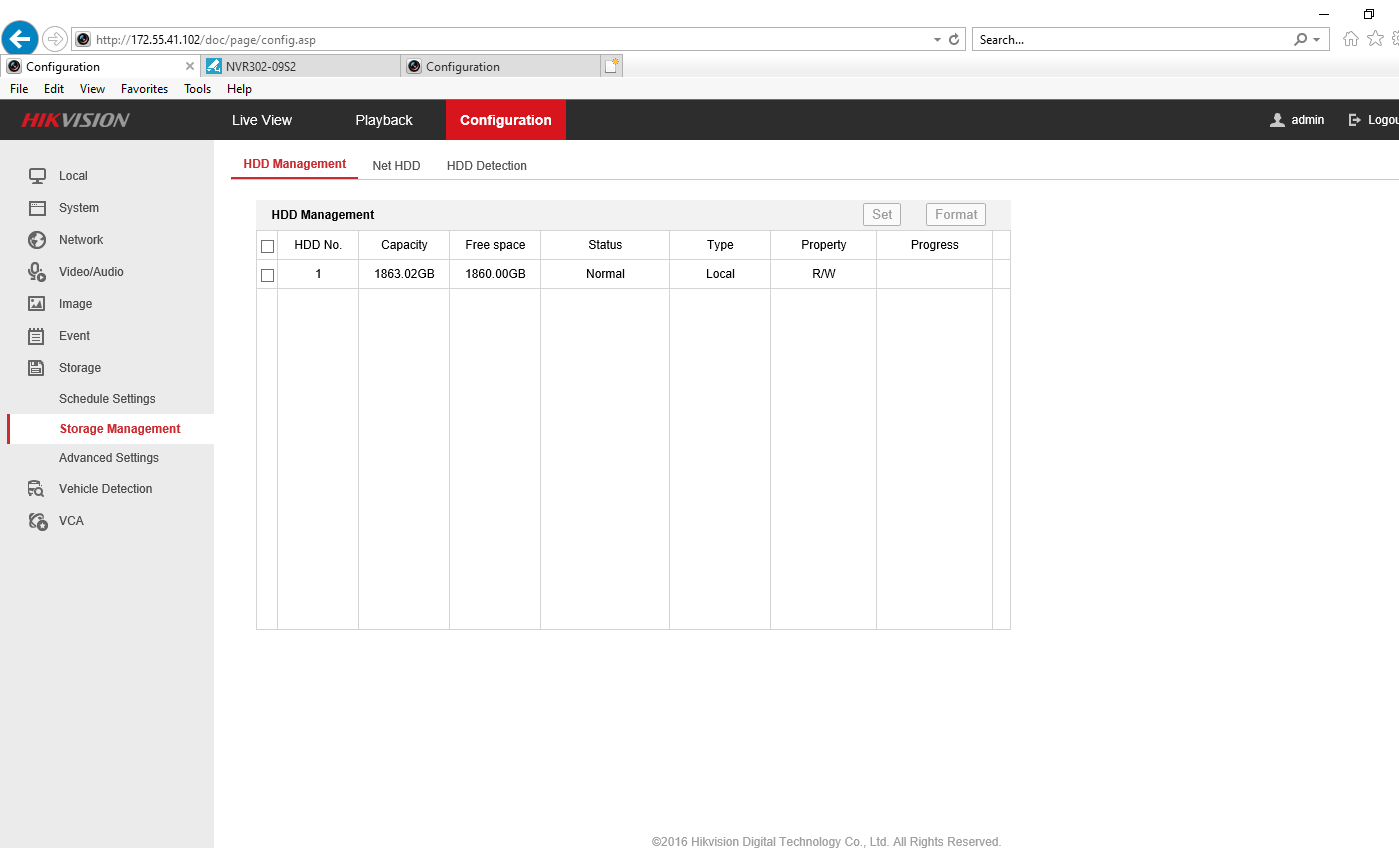 http://172.55.41.102/doc/page/config.asp
Search...
Configuration
NVR302-09S2
Configuration
File Edit View Favorites Tools Help
HIKVISION
Live View Playback Configuration
admin
Logou
Local
System
Network
Video/Audio
Image
Event
Storage
Schedule Settings
Storage Management
Advanced Settings
Vehicle Detection
VCA
HDD Management Net HDD HDD Detection
HDD Management Set Format
HDD No. Capacity Free space Status Type Property Progress
1 1863.02GB 1860.00GB Normal Local R/W
©2016 Hikvision Digital Technology Co., Ltd. All Rights Reserved.